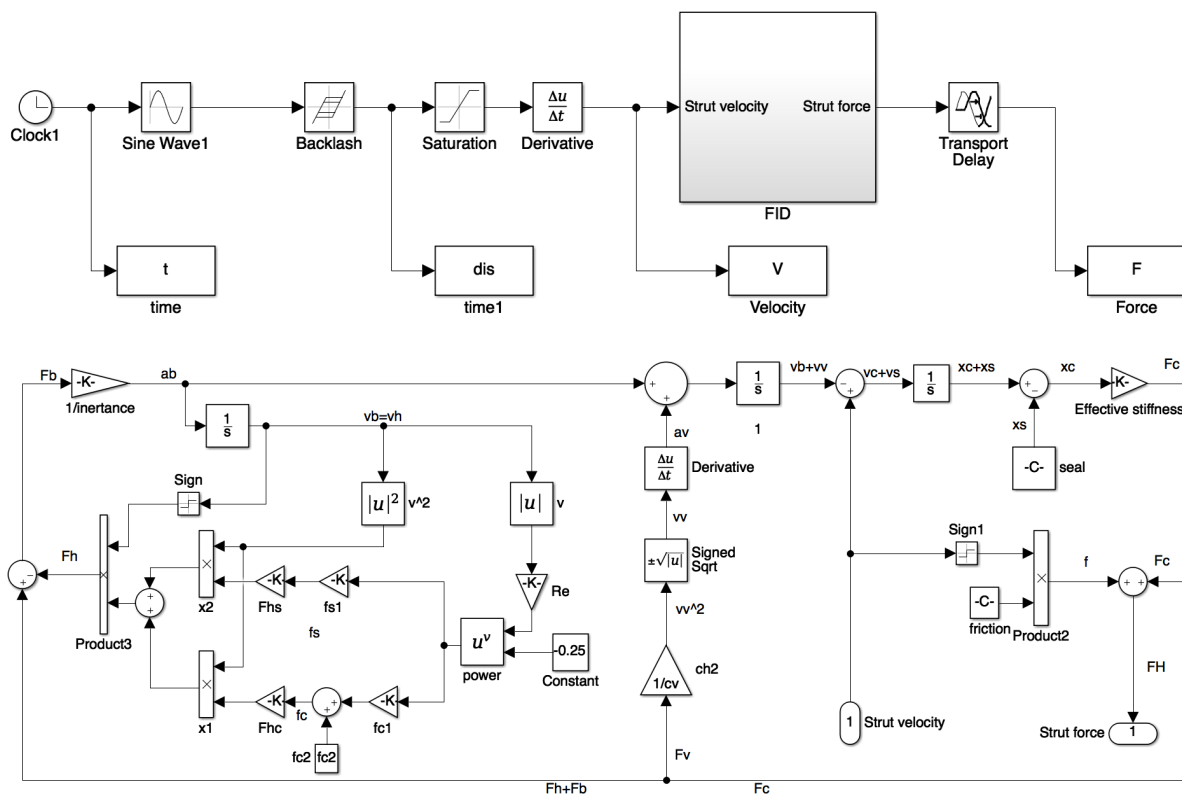 Clock1
Sine Wave1
Backlash
Saturation
Δu
Δt
Derivative
Strut velocity
Strut force
FID
Transport
Delay
t
time
dis
time1
V
Velocity
F
Force
Fb
-K-
1/inertance
ab
1
s
vb=vh
Sign
|u|²
v^2
|u|
v
-K-
Re
Fh
+ -
×
Product3
+
+
×
x2
-K-
Fhs
-K-
fs1
fs
uᵛ
power
-0.25
Constant
×
x1
-K
Fhc
fc
+
+
-K
fc1
fc2
fc2
Fh+Fb
+
+
av
Δu
Δt
Derivative
vv
±√|u|
Signed
Sqrt
vv^2
1/cv
ch2
Fv
1
s
1
vb+vv
-
+
vc+vs
1
s
xc+xs
+
-
xc
xs
-C-
seal
-K-
Effective stiffness
Fc
Sign1
-C-
friction
×
Product2
f
+ +
Fc
FH
1
Strut velocity
Strut force
1
Fc